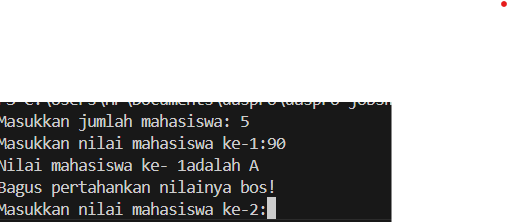 Masukkan jumlah mahasiswa: 5
Masukkan nilai mahasiswa ke-1:90
Nilai mahasiswa ke- 1adalah A
Bagus pertahankan nilainya bos!
Masukkan nilai mahasiswa ke-2: